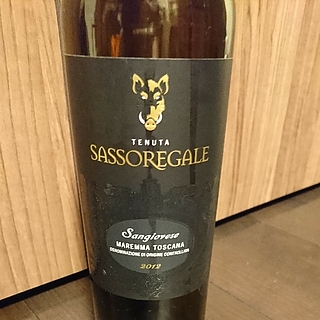 TENUTA
SASSOREGALE
Sangiovese
MAREMMA TOSCANA
DENOMINAZIONE DI ORIGINE CONTROLLATA
2012